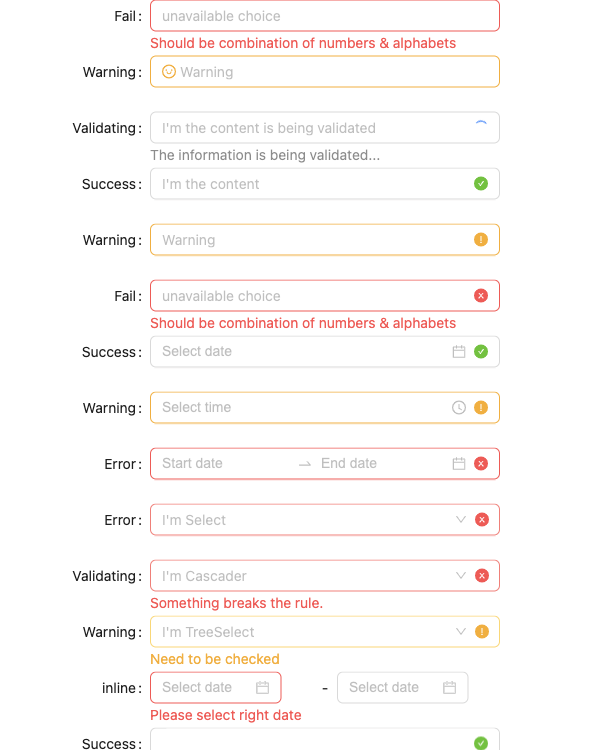 Fail: unavailable choice
Should be combination of numbers & alphabets
Warning: Warning
Validating: I'm the content is being validated
The information is being validated...
Success: I'm the content
Warning: Warning
Fail: unavailable choice
Should be combination of numbers & alphabets
Success: Select date
Warning: Select time
Error: Start date End date
Error: I'm Select
Validating: I'm Cascader
Something breaks the rule.
Warning: I'm TreeSelect
Need to be checked
inline: Select date - Select date
Please select right date
Success: